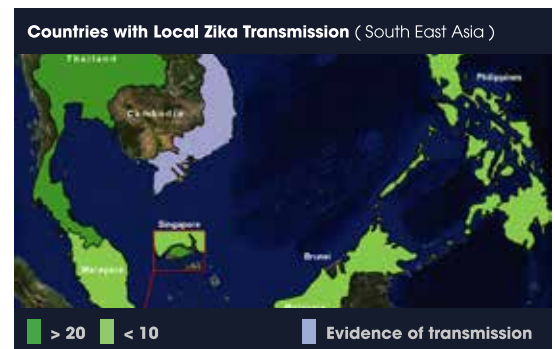 Countries with Local Zika Transmission ( South East Asia )
Thailand
Philippines
Cambodia
Singapore
Brunei
Malaysia
Malaysia
> 20 < 10 Evidence of transmission